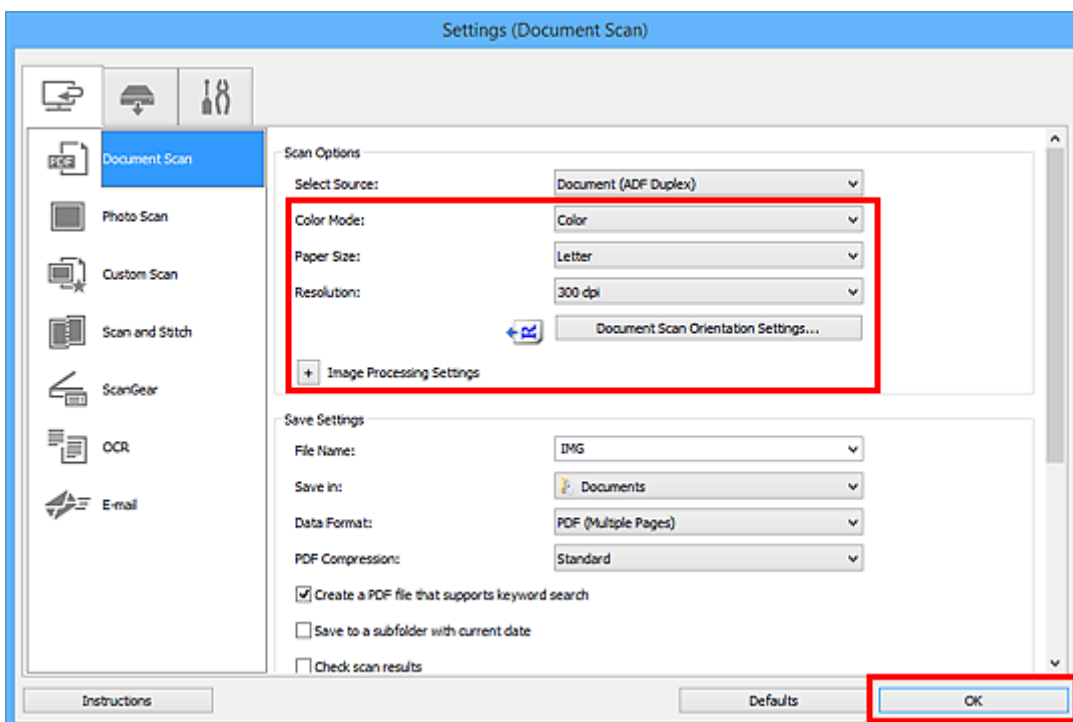 Settings (Document Scan)
PDF
Document Scan
Photo Scan
Custom Scan
Scan and Stitch
ScanGear
OCR
E-mail
Scan Options
Select Source: Document (ADF Duplex)
Color Mode: Color
Paper Size: Letter
Resolution: 300 dpi
R Document Scan Orientation Settings...
+ Image Processing Settings
Save Settings
File Name: IMG
Save in: Documents
Data Format: PDF (Multiple Pages)
PDF Compression: Standard
Create a PDF file that supports keyword search
Save to a subfolder with current date
Check scan results
Instructions Defaults OK